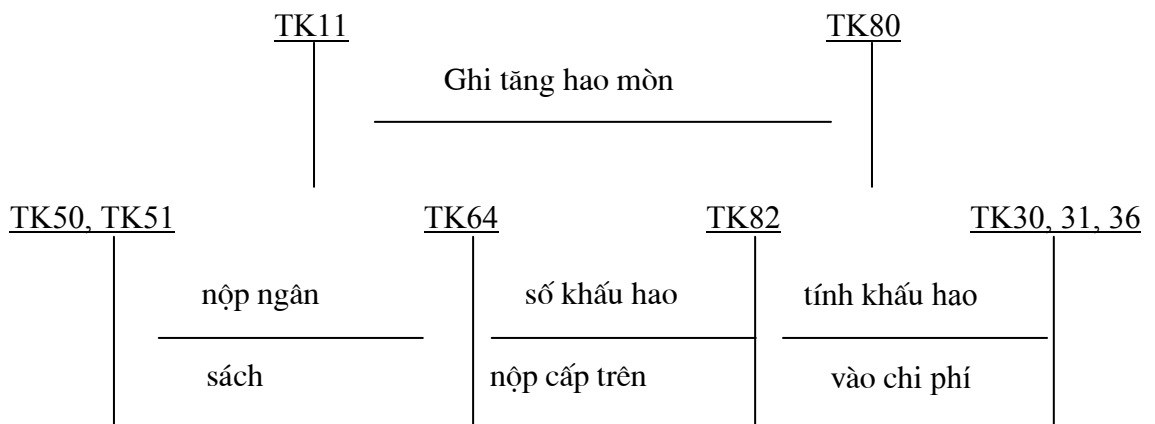 TK11 TK80
Ghi tăng hao mòn
TK50, TK51 TK64 TK82 TK30, 31, 36
nộp ngân số khấu hao tính khấu hao
sách nộp cấp trên vào chi phí